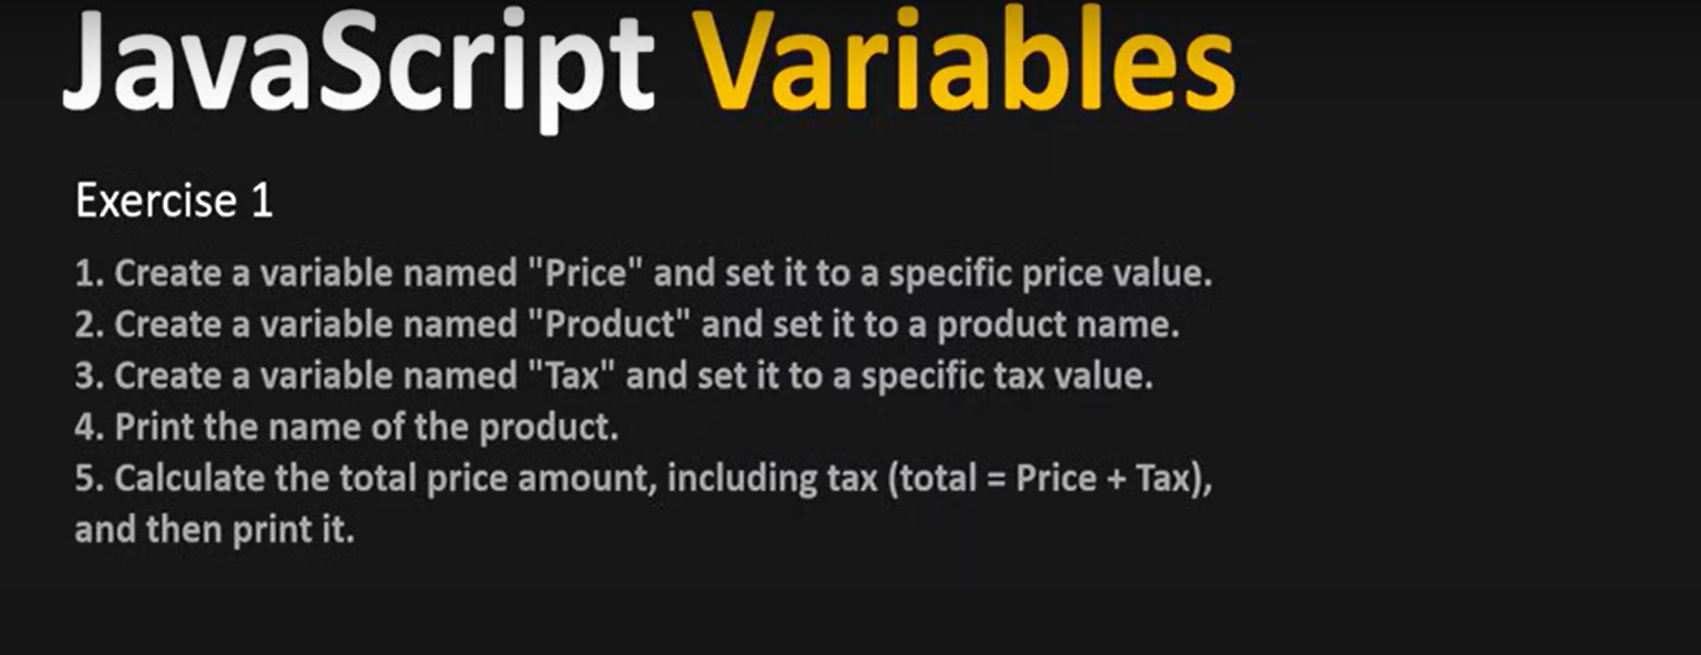 JavaScript Variables
Exercise 1
1. Create a variable named "Price" and set it to a specific price value.
2. Create a variable named "Product" and set it to a product name.
3. Create a variable named "Tax" and set it to a specific tax value.
4. Print the name of the product.
5. Calculate the total price amount, including tax (total = Price + Tax),
and then print it.